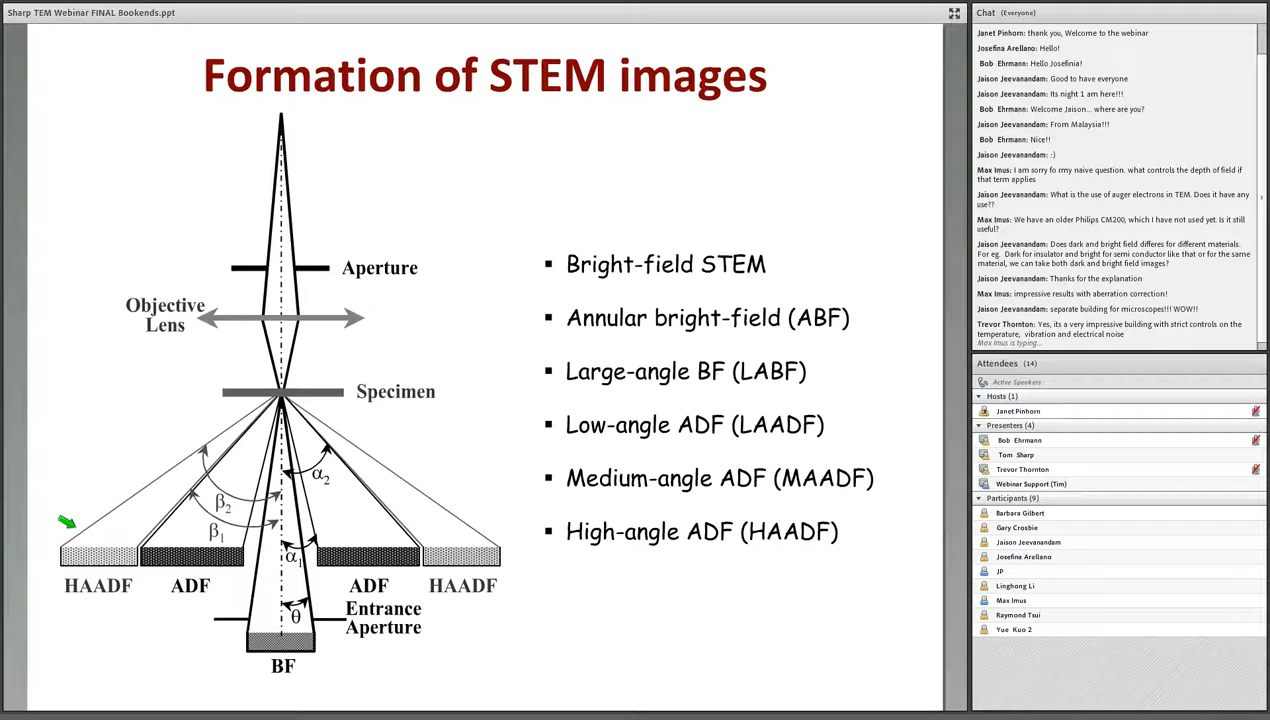 Sharp TEM Webinar FINAL Bookends.ppt
Formation of STEM images
Aperture
Objective
Lens
Specimen
α2
β2
β1
α1
θ
HAADF
ADF
ADF
HAADF
Entrance
Aperture
BF
▪ Bright-field STEM
▪ Annular bright-field (ABF)
▪ Large-angle BF (LABF)
▪ Low-angle ADF (LAADF)
▪ Medium-angle ADF (MAADF)
▪ High-angle ADF (HAADF)
Chat (Everyone)
Janet Pinhorn: thank you, Welcome to the webinar
Josefina Arellano: Hello!
Bob Ehrmann: Hello Josefinia!
Jaison Jeevanandam: Good to have everyone
Jaison Jeevanandam: Its night 1 am here!!!
Bob Ehrmann: Welcome Jaison... where are you?
Jaison Jeevanandam: From Malaysia!!!
Bob Ehrmann: Nice!!
Jaison Jeevanandam: :)
Max Imus: I am sorry fo rmy naive question. what controls the depth of field if
that term applies
Jaison Jeevanandam: What is the use of auger electrons in TEM. Does it have any
use??
Max Imus: We have an older Philips CM200, which I have not used yet. Is it still
useful?
Jaison Jeevanandam: Does dark and bright field differes for different materials.
For eg. Dark for insulator and bright for semi conductor like that or for the same
material, we can take both dark and bright field images?
Jaison Jeevanandam: Thanks for the explanation
Max Imus: impressive results with aberration correction!
Jaison Jeevanandam: separate building for microscopes!!! WOW!!
Trevor Thornton: Yes, its a very impressive building with strict controls on the
temperature, vibration and electrical noise
Max Imus is typing...
Attendees (14)
Active Speakers
Hosts (1)
Janet Pinhorn
Presenters (4)
Bob Ehrmann
Tom Sharp
Trevor Thornton
Webinar Support (Tim)
Participants (9)
Barbara Gilbert
Gary Crosbie
Jaison Jeevanandam
Josefina Arellano
JP
Linghong Li
Max Imus
Raymond Tsui
Yue Kuo 2